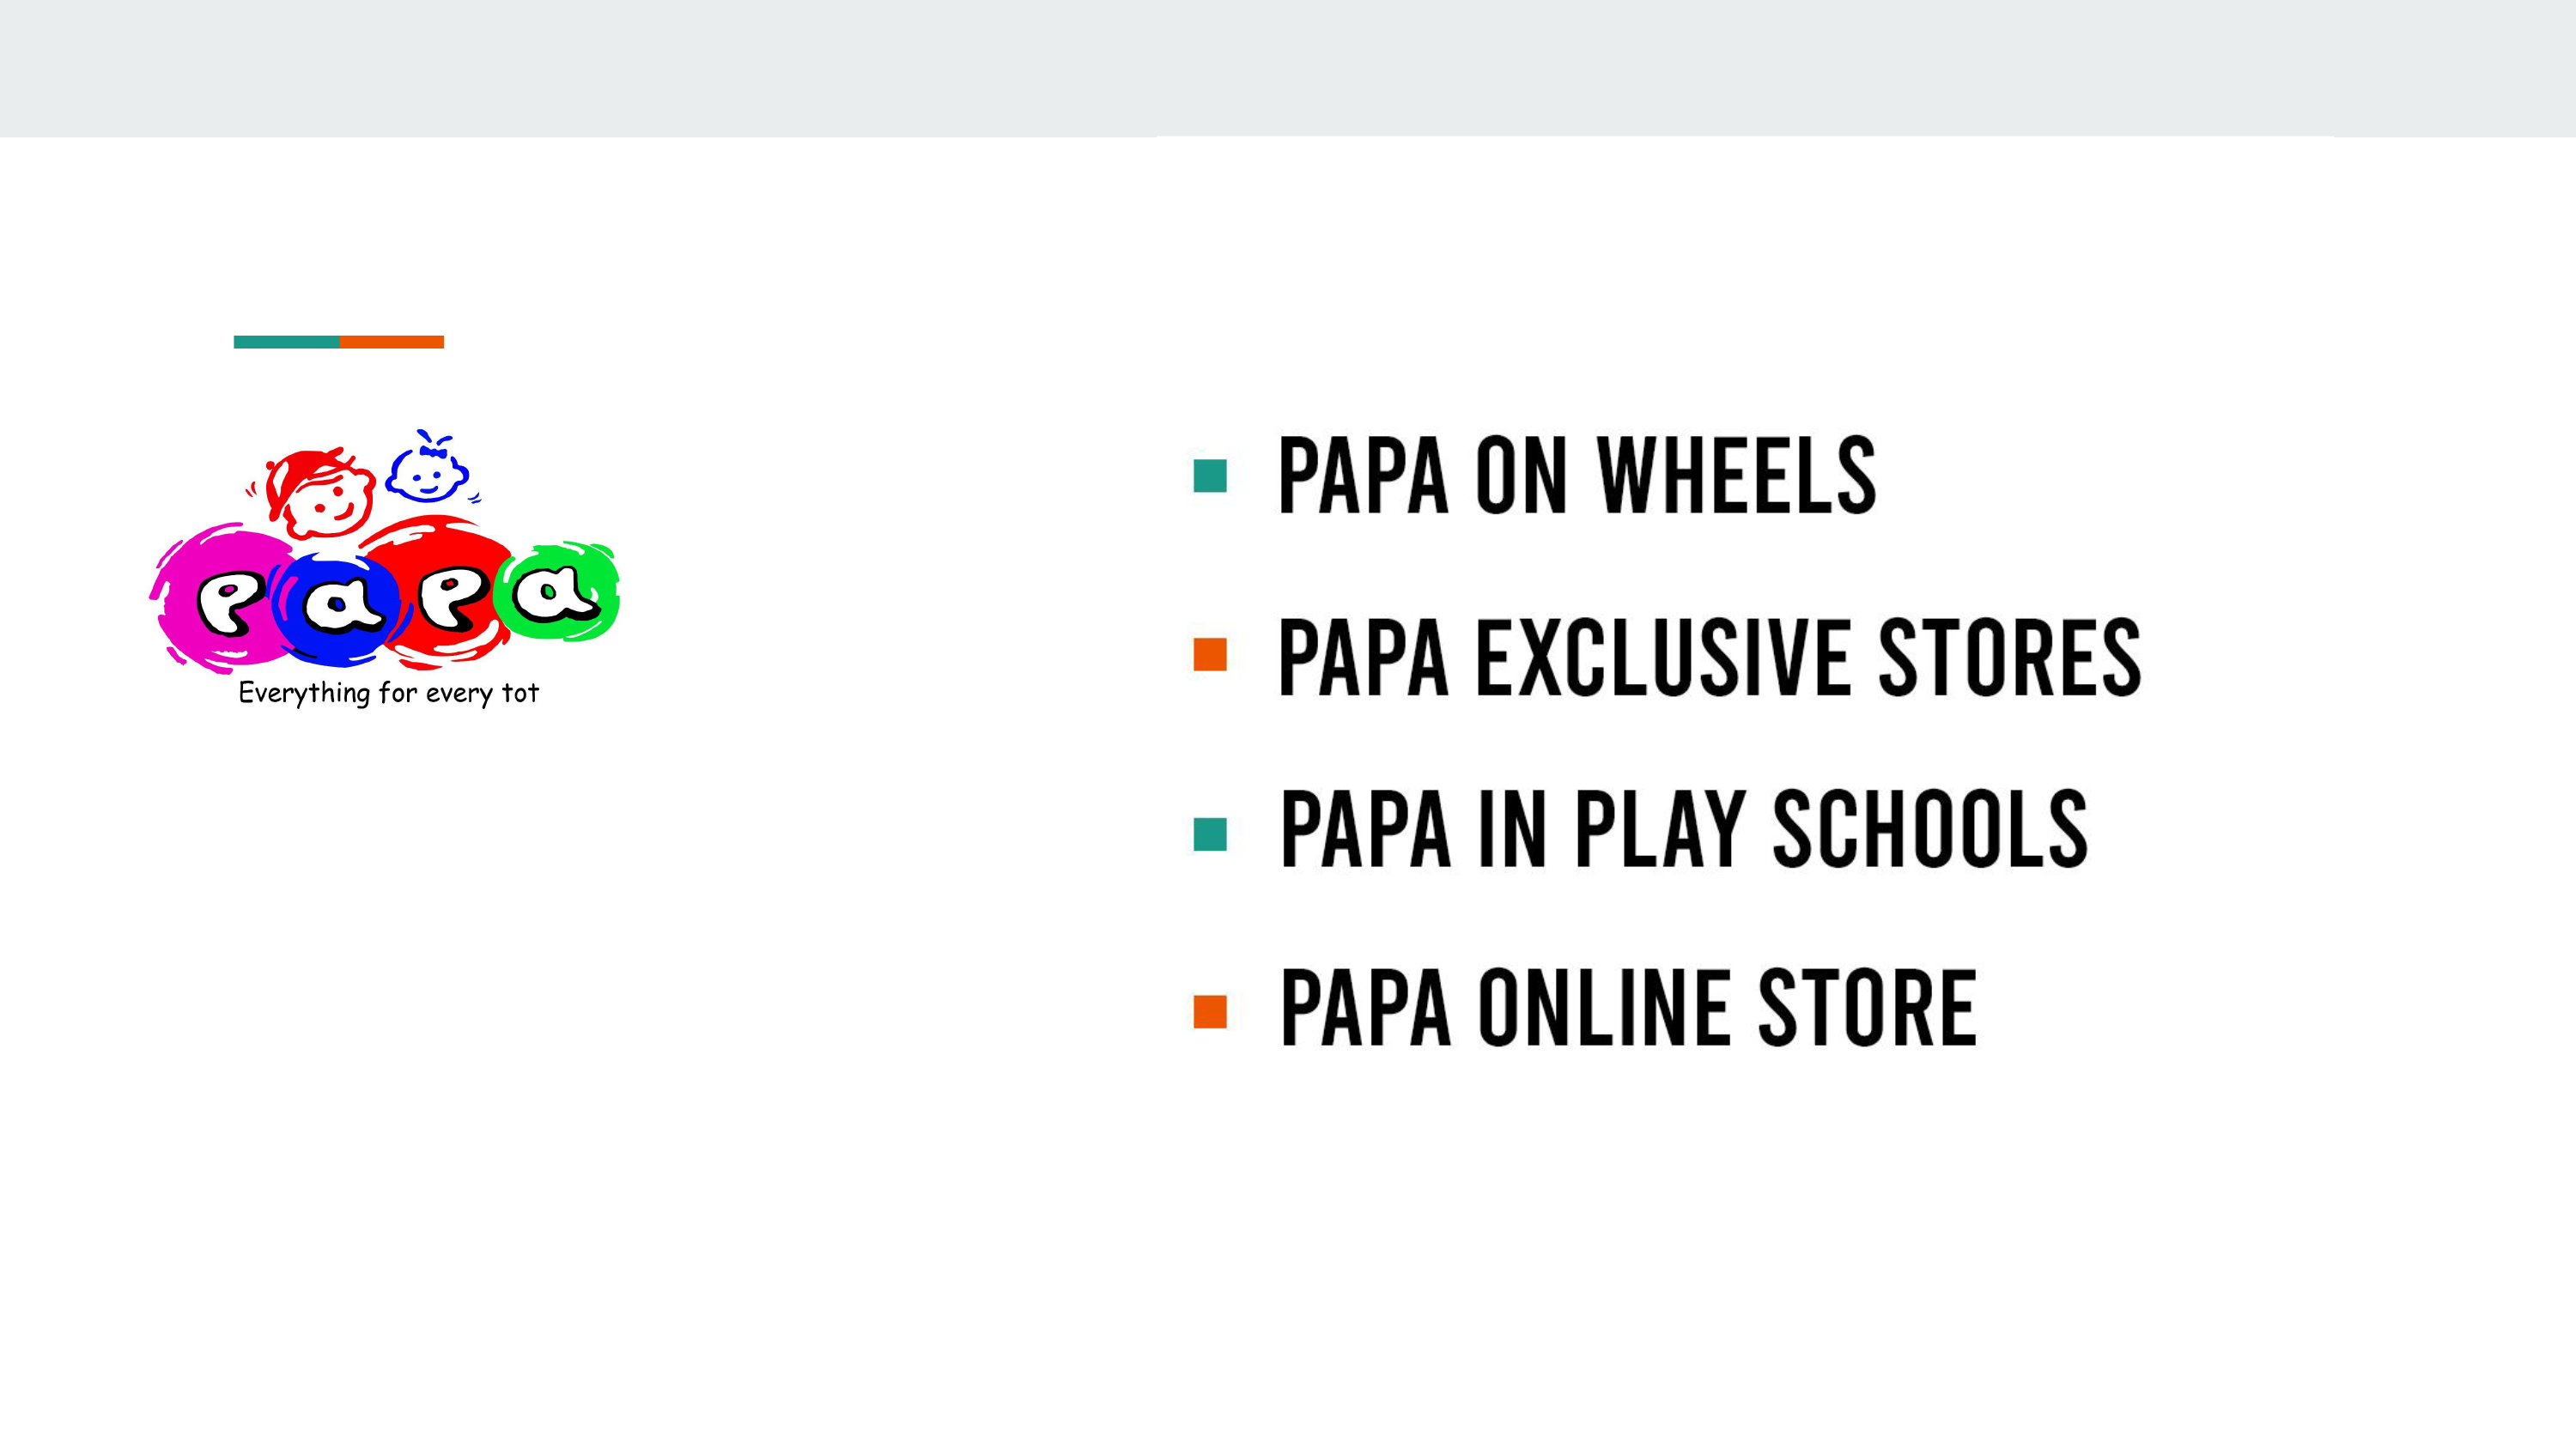 PaPa
Everything for every tot
PAPA ON WHEELS
PAPA EXCLUSIVE STORES
PAPA IN PLAY SCHOOLS
PAPA ONLINE STORE